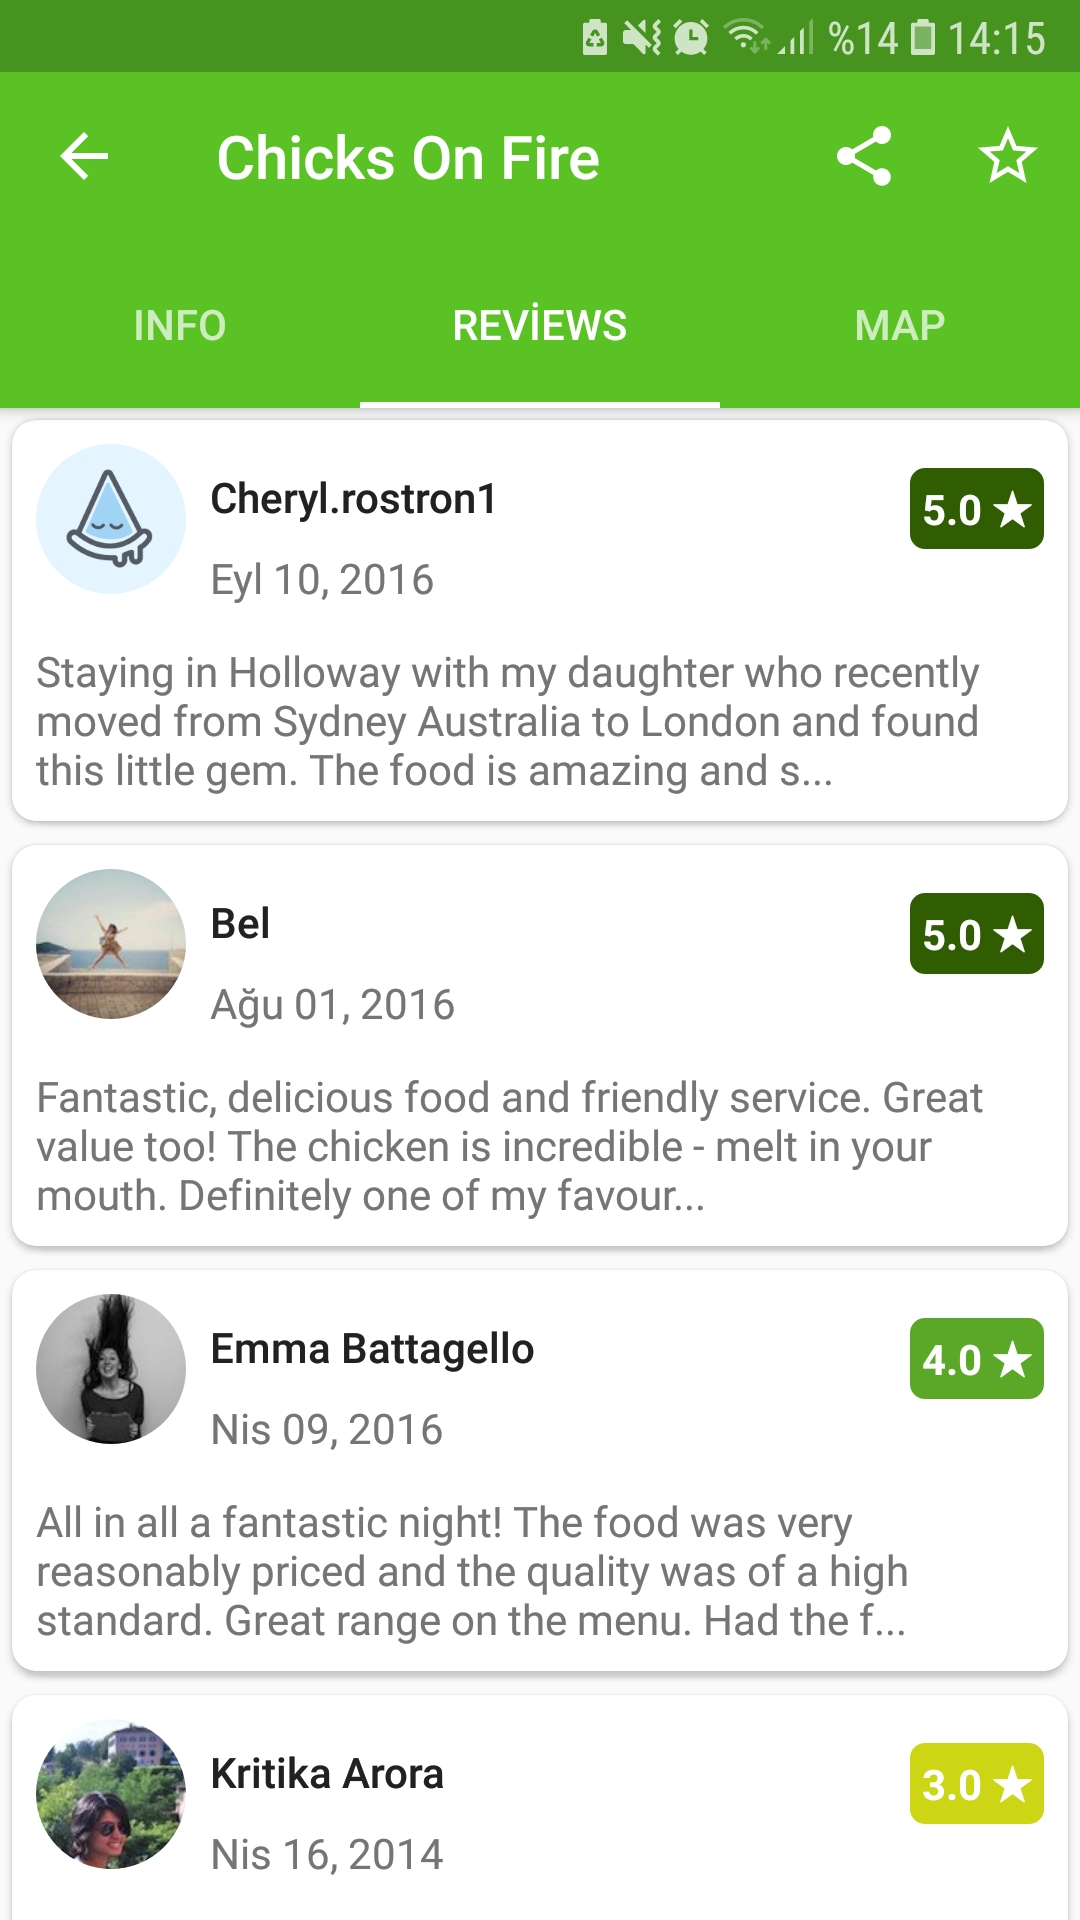 %14 14:15
Chicks On Fire
INFO REVİEWS MAP
Cheryl.rostron1
5.0
Eyl 10, 2016
Staying in Holloway with my daughter who recently
moved from Sydney Australia to London and found
this little gem. The food is amazing and s...
Bel
5.0
Ağu 01, 2016
Fantastic, delicious food and friendly service. Great
value too! The chicken is incredible - melt in your
mouth. Definitely one of my favour...
Emma Battagello
4.0
Nis 09, 2016
All in all a fantastic night! The food was very
reasonably priced and the quality was of a high
standard. Great range on the menu. Had the f...
Kritika Arora
3.0
Nis 16, 2014